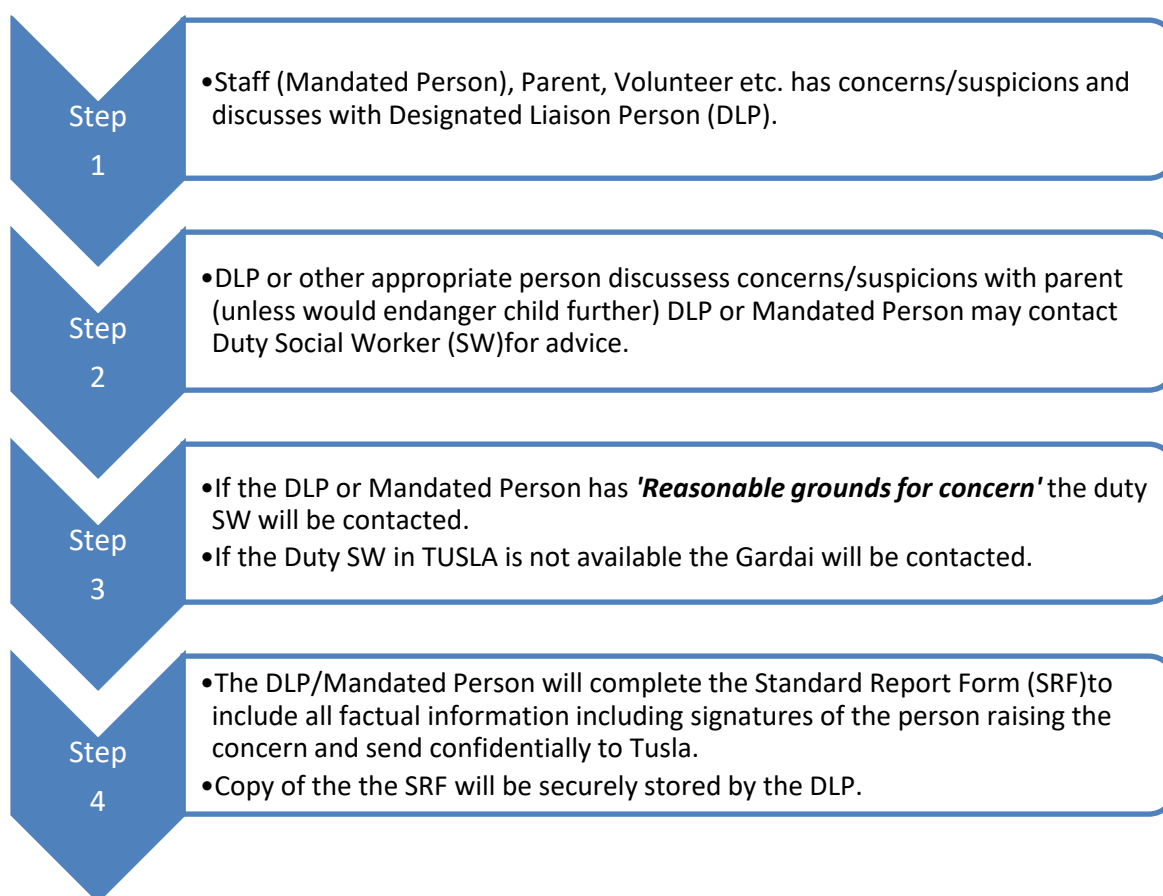 Step
1
•Staff (Mandated Person), Parent, Volunteer etc. has concerns/suspicions and
discusses with Designated Liaison Person (DLP).
Step
2
•DLP or other appropriate person discussess concerns/suspicions with parent
(unless would endanger child further) DLP or Mandated Person may contact
Duty Social Worker (SW)for advice.
Step
3
•If the DLP or Mandated Person has 'Reasonable grounds for concern' the duty
SW will be contacted.
•If the Duty SW in TUSLA is not available the Gardai will be contacted.
Step
4
•The DLP/Mandated Person will complete the Standard Report Form (SRF)to
include all factual information including signatures of the person raising the
concern and send confidentially to Tusla.
•Copy of the the SRF will be securely stored by the DLP.